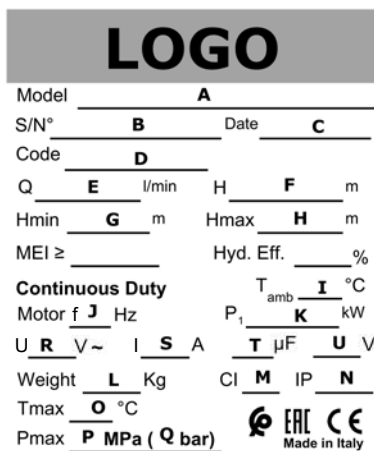 LOGO
Model A
S/N° B Date C
Code D
Q E l/min H F m
Hmin G m Hmax H m
MEI ≥ Hyd. Eff. %
Continuous Duty Tamb I °C
Motor f J Hz P1 K kW
U R V ~ I S A T µF U V
Weight L Kg CI M IP N
Tmax O °C
EAC CE
Pmax P MPa ( Q bar) Made in Italy